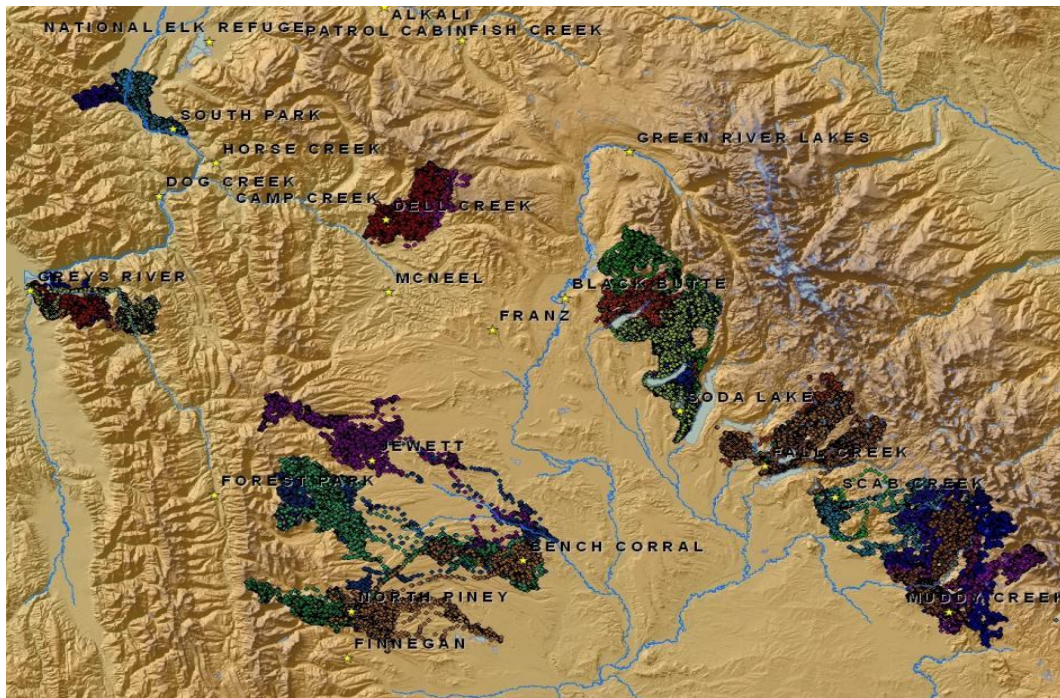 ALKALI
NATIONAL ELK REFUGE
PATROL CABIN
FISH CREEK
SOUTH PARK
GREEN RIVER LAKES
HORSE CREEK
DOG CREEK
CAMP CREEK
DELL CREEK
GREYS RIVER
MCNEEL
BLACK BUTTE
FRANZ
SODA LAKE
JEWETT
FALL CREEK
FOREST PARK
SCAB CREEK
BENCH CORRAL
NORTH PINEY
MUDDY CREEK
FINNEGAN